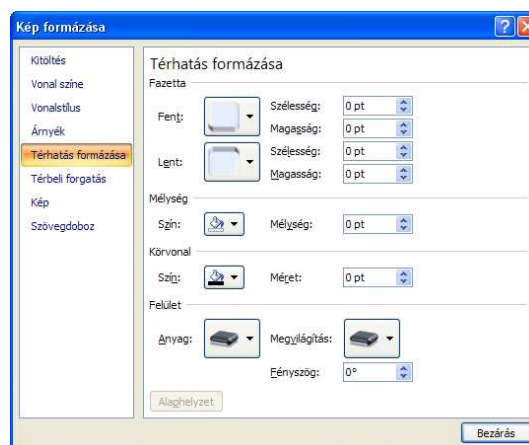 Kép formázása
Kitöltés
Vonal színe
Vonalstílus
Árnyék
Térhatás formázása
Térbeli forgatás
Kép
Szövegdoboz
Térhatás formázása
Fazetta
Fent:
Szélesség: 0 pt
Magasság: 0 pt
Lent:
Szélesség: 0 pt
Magasság: 0 pt
Mélység
Szín:
Mélység: 0 pt
Körvonal
Szín:
Méret: 0 pt
Felület
Anyag:
Megvilágítás:
Fényszög: 0°
Alaphelyzet
Bezárás